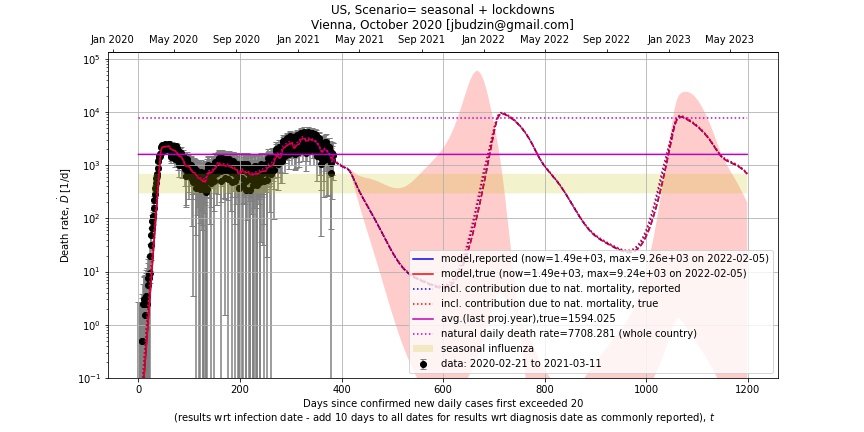 US, Scenario= seasonal + lockdowns
Vienna, October 2020 [jbudzin@gmail.com]
Jan 2020 May 2020 Sep 2020 Jan 2021 May 2021 Sep 2021 Jan 2022 May 2022 Sep 2022 Jan 2023 May 2023
10⁵
10⁴
10³
10²
10¹
10⁰
10⁻¹
Death rate, D [1/d]
model,reported (now=1.49e+03, max=9.26e+03 on 2022-02-05)
model,true (now=1.49e+03, max=9.24e+03 on 2022-02-05)
incl. contribution due to nat. mortality, reported
incl. contribution due to nat. mortality, true
avg.(last proj.year),true=1594.025
natural daily death rate=7708.281 (whole country)
seasonal influenza
data: 2020-02-21 to 2021-03-11
0 200 400 600 800 1000 1200
Days since confirmed new daily cases first exceeded 20
(results wrt infection date - add 10 days to all dates for results wrt diagnosis date as commonly reported), t